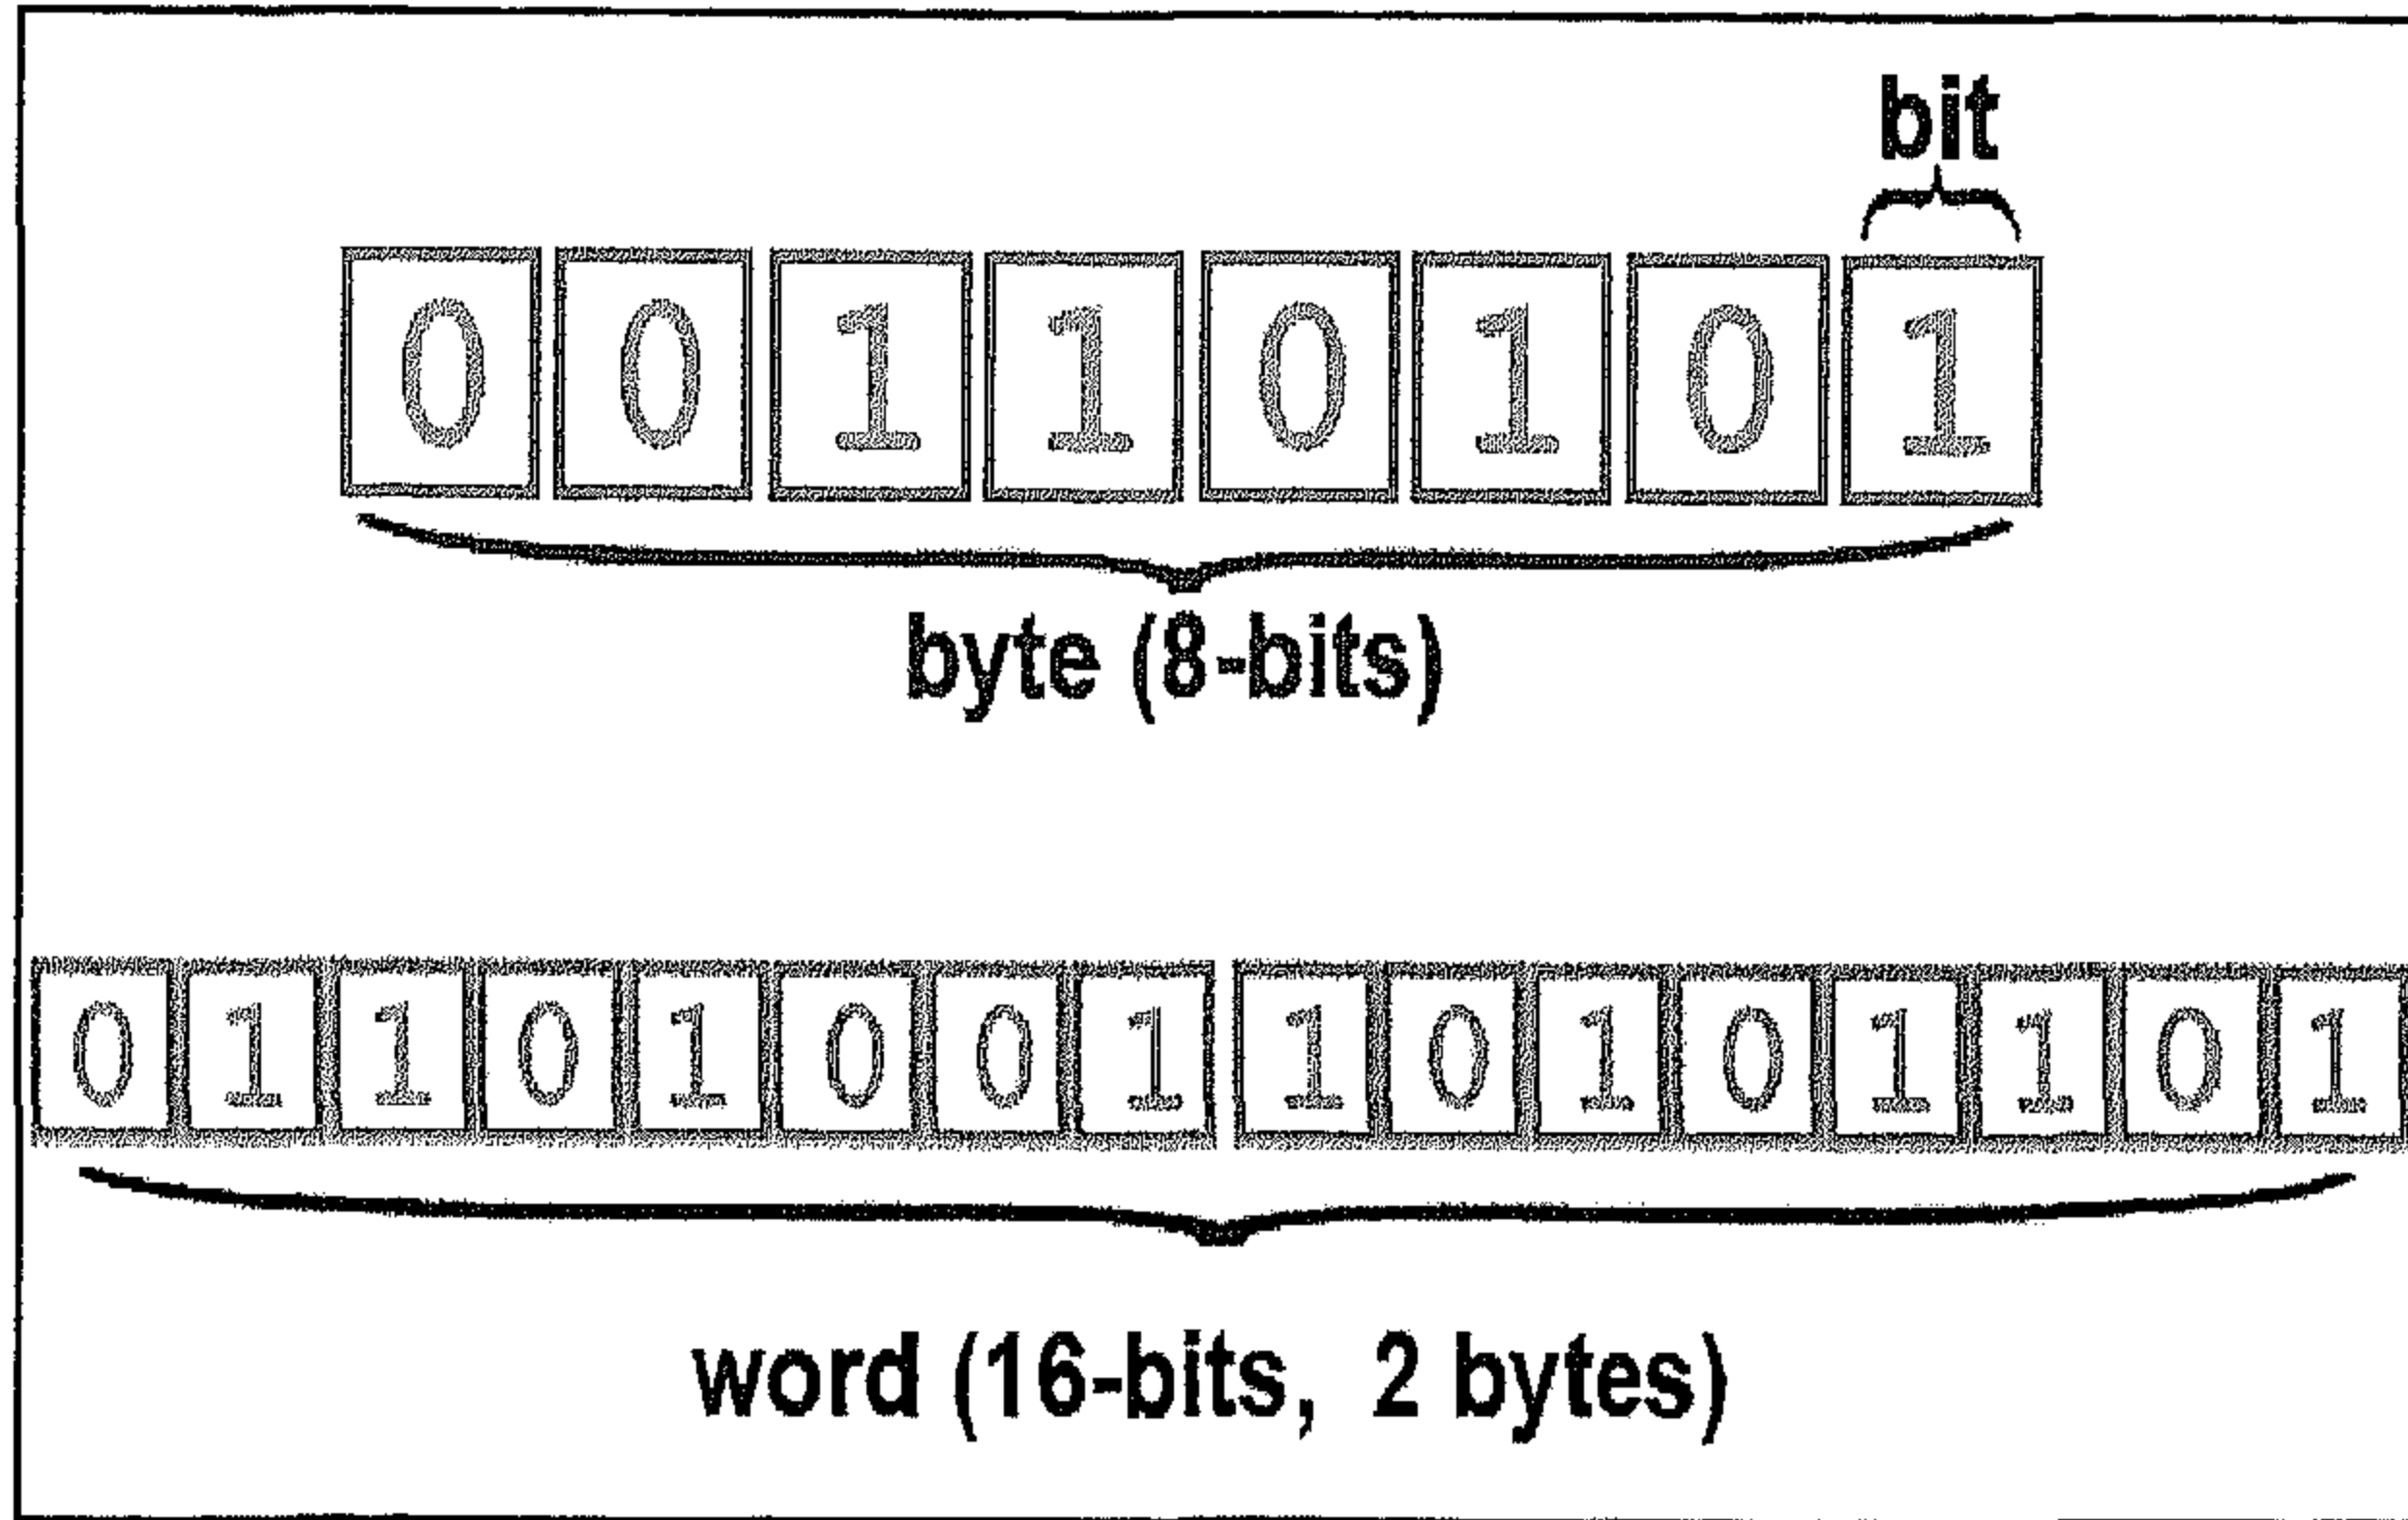 bit
0 0 1 1 0 1 0 1
byte (8-bits)
0 1 1 0 1 0 0 1 1 0 1 0 1 1 0 1
word (16-bits, 2 bytes)